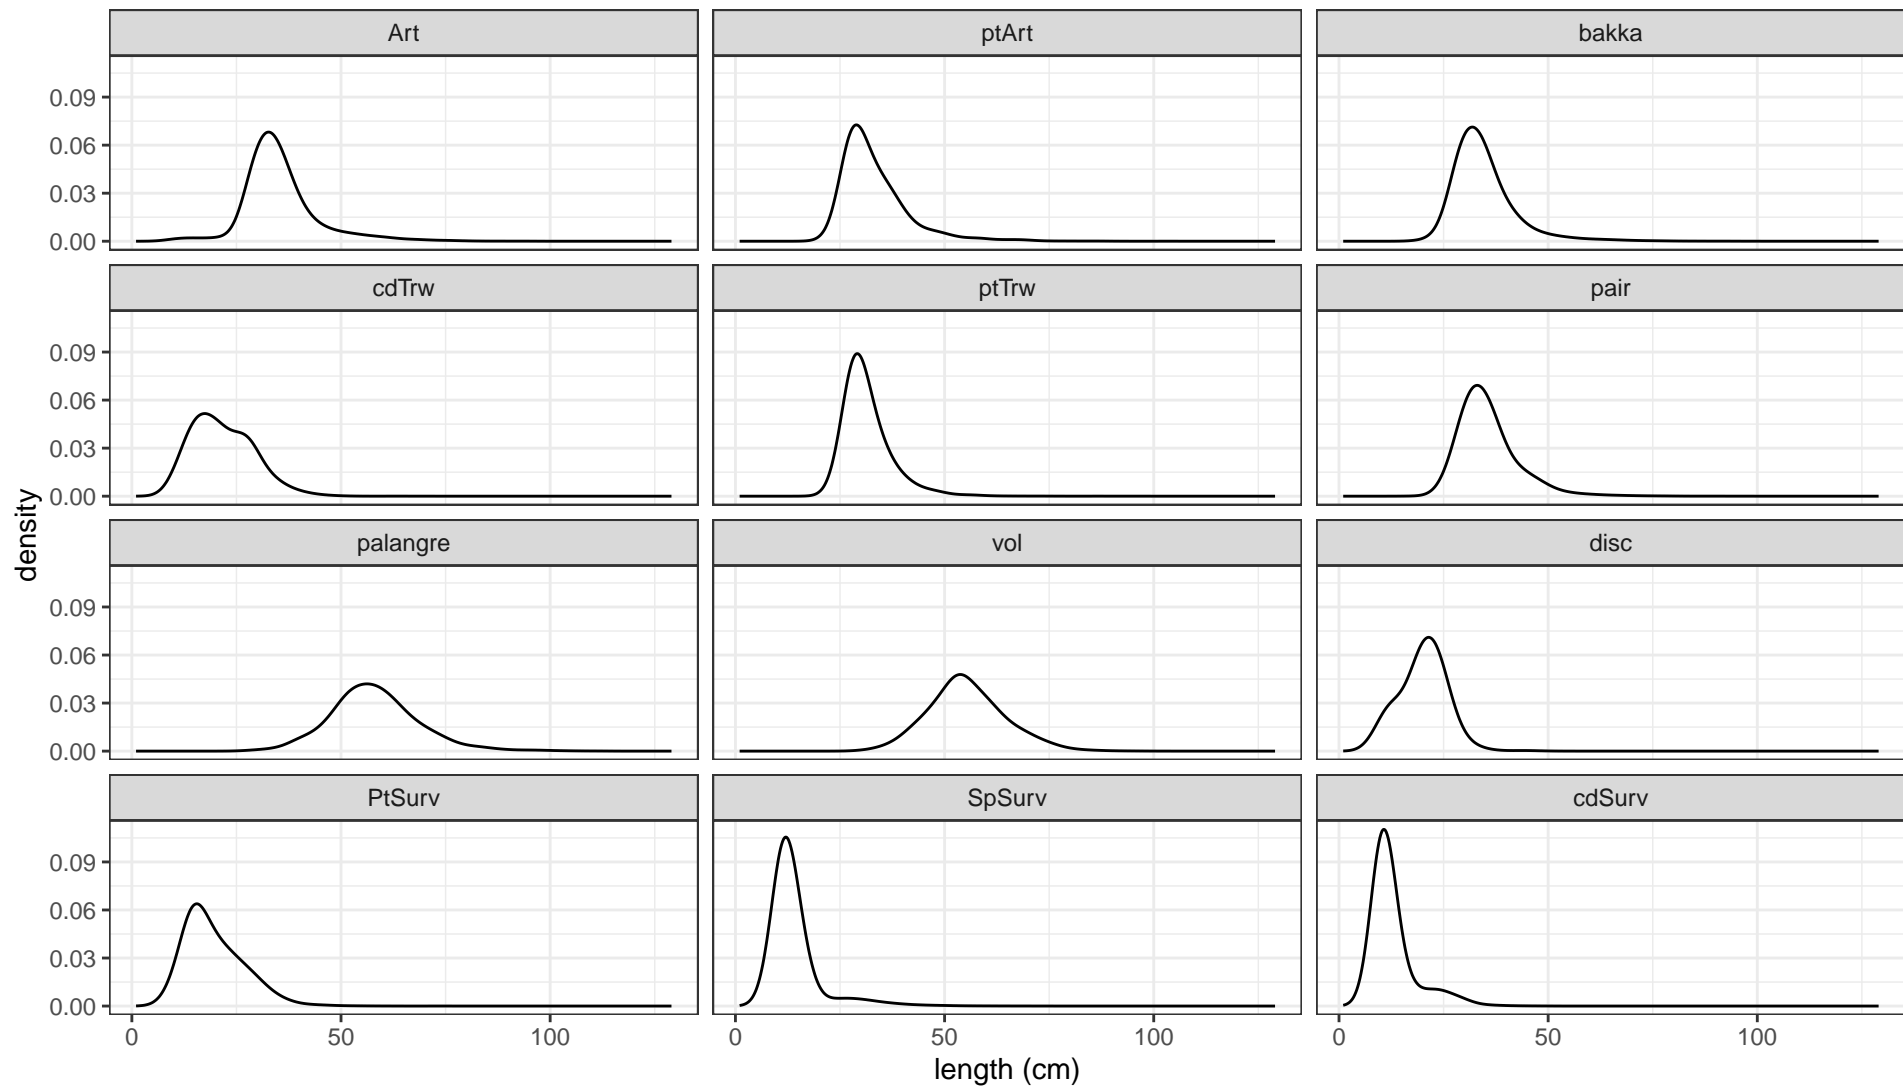 Art ptArt bakka
0.09
0.06
0.03
0.00
cdTrw ptTrw pair
0.09
0.06
0.03
0.00
palangre vol disc
0.09
0.06
0.03
0.00
PtSurv SpSurv cdSurv
0.09
0.06
0.03
0.00
0 50 100 0 50 100 0 50 100
length (cm)
density